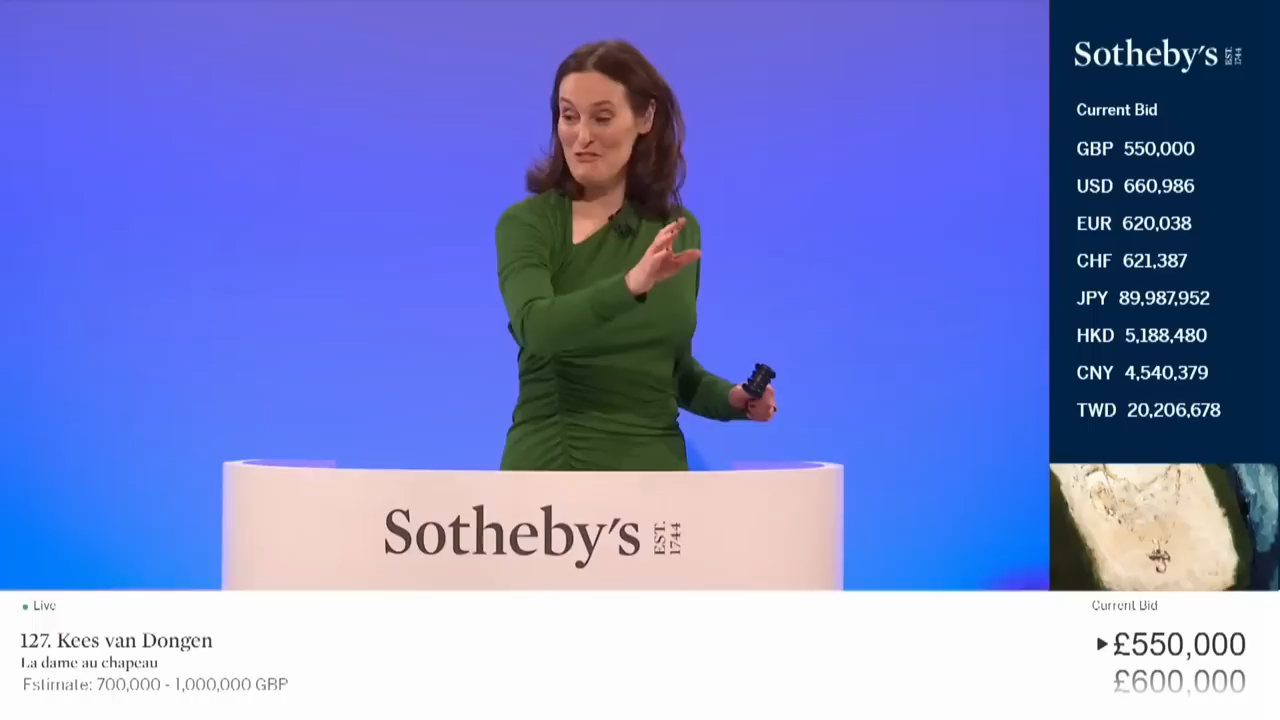 Sotheby's EST. 1744
Current Bid
GBP 550,000
USD 660,986
EUR 620,038
CHF 621,387
JPY 89,987,952
HKD 5,188,480
CNY 4,540,379
TWD 20,206,678
Sotheby's EST. 1744
Live
127. Kees van Dongen
La dame au chapeau
Estimate: 700,000 - 1,000,000 GBP
Current Bid
£550,000
£600,000